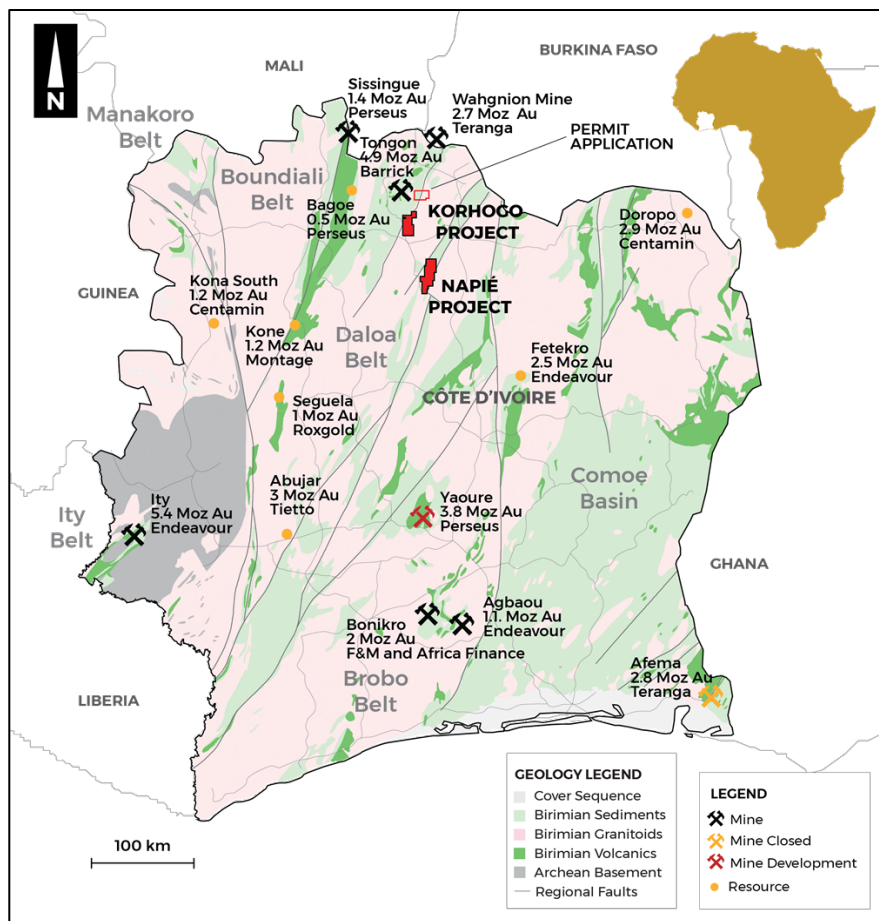 N
MALI
BURKINA FASO
Manakoro
Belt
Sissingue
1.4 Moz Au
Perseus
Wahgnion Mine
2.7 Moz Au
Teranga
PERMIT
APPLICATION
Tongon
4.9 Moz Au
Barrick
Boundiali
Belt
Bagoe
0.5 Moz Au
Perseus
KORHOGO
PROJECT
Doropo
2.9 Moz Au
Centamin
NAPIÉ
PROJECT
GUINEA
Kona South
1.2 Moz Au
Centamin
Kone
1.2 Moz Au
Montage
Daloa
Belt
Fetekro
2.5 Moz Au
Endeavour
CÔTE D'IVOIRE
Seguela
1 Moz Au
Roxgold
Comoe
Basin
Ity
Belt
Ity
5.4 Moz Au
Endeavour
Abujar
3 Moz Au
Tietto
Yaoure
3.8 Moz Au
Perseus
GHANA
Bonikro
2 Moz Au
F&M and Africa Finance
Agbaou
1.1. Moz Au
Endeavour
Afema
2.8 Moz Au
Teranga
Brobo
Belt
LIBERIA
100 km
GEOLOGY LEGEND
Cover Sequence
Birimian Sediments
Birimian Granitoids
Birimian Volcanics
Archean Basement
Regional Faults
LEGEND
Mine
Mine Closed
Mine Development
Resource